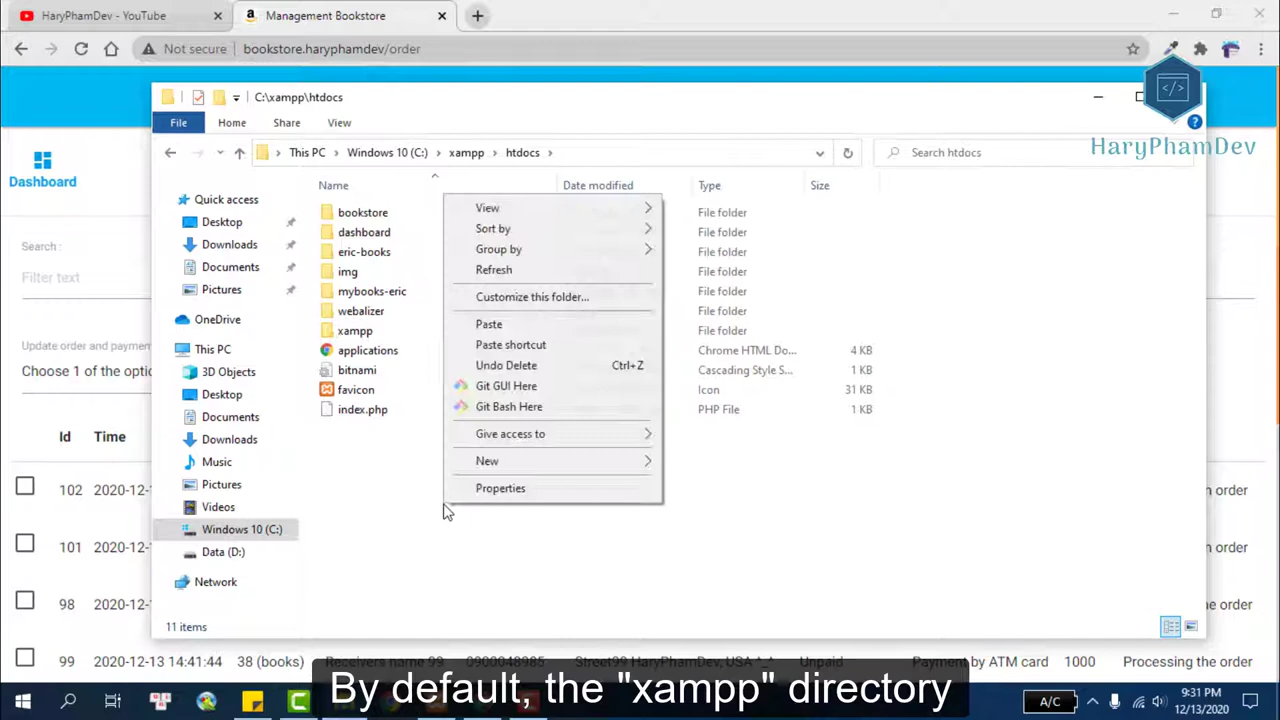 HaryPhamDev - YouTube
Management Bookstore
Not secure bookstore.haryphamdev/order
C:\xampp\htdocs
File Home Share View
HaryPhamDev
This PC Windows 10 (C:) xampp htdocs
Search htdocs
Dashboard
Search :
Filter text
Update order and paymen
Choose 1 of the optio
Id Time
102 2020-12-1
101 2020-12-1
98 2020-12-1
Quick access
Desktop
Downloads
Documents
Pictures
OneDrive
This PC
3D Objects
Desktop
Documents
Downloads
Music
Pictures
Videos
Windows 10 (C:)
Data (D:)
Network
Name Date modified Type Size
bookstore File folder
dashboard File folder
eric-books File folder
img File folder
mybooks-eric File folder
webalizer File folder
xampp File folder
applications Chrome HTML Do... 4 KB
bitnami Cascading Style S... 1 KB
favicon Icon 31 KB
index.php PHP File 1 KB
View
Sort by
Group by
Refresh
Customize this folder...
Paste
Paste shortcut
Undo Delete Ctrl+Z
Git GUI Here
Git Bash Here
Give access to
New
Properties
11 items
n order
order
e order
99 2020-12-13 14:41:44 38 (books) Receivers name 99 0900048985 Street99 HaryPhamDev, USA ^_^ Unpaid Payment by ATM card 1000 Processing the order
By default, the "xampp" directory
A/C
9:31 PM
12/13/2020